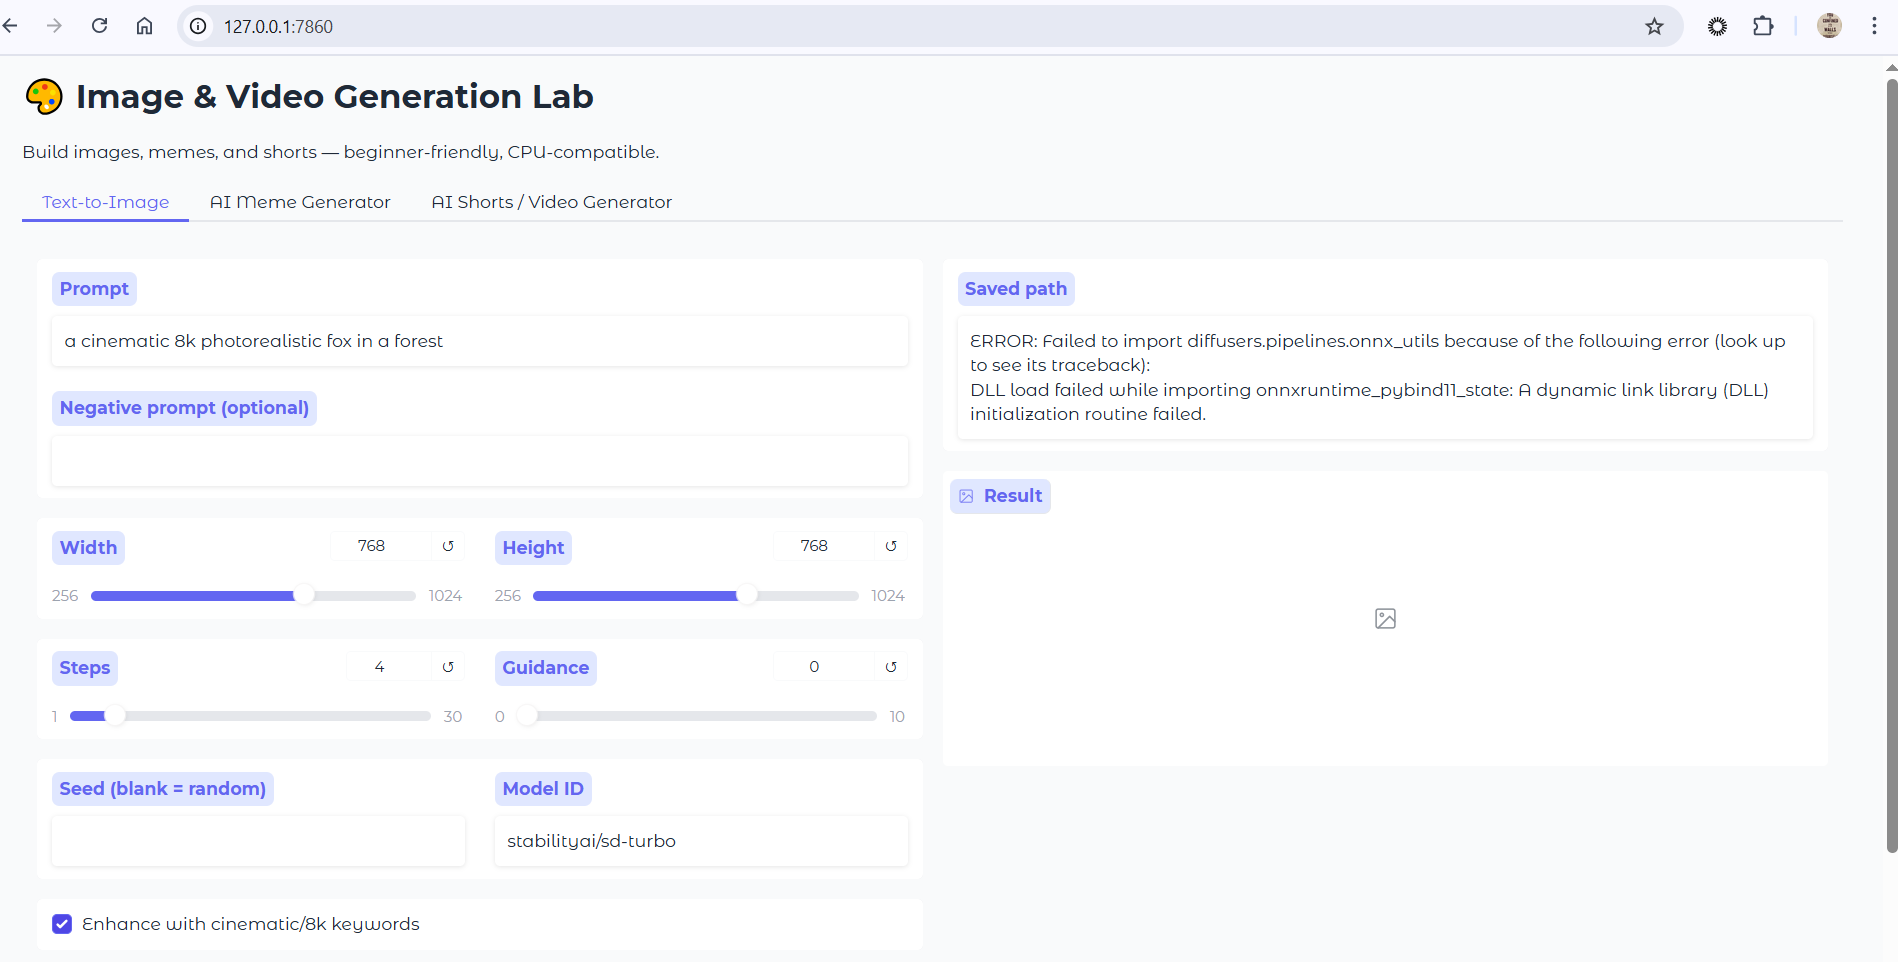 127.0.0.1:7860
Image & Video Generation Lab
Build images, memes, and shorts — beginner-friendly, CPU-compatible.
Text-to-Image
AI Meme Generator
AI Shorts / Video Generator
Prompt
a cinematic 8k photorealistic fox in a forest
Negative prompt (optional)
Width
768
↺
256
1024
Height
768
↺
256
1024
Steps
4
↺
1
30
Guidance
0
↺
0
10
Seed (blank = random)
Model ID
stabilityai/sd-turbo
Enhance with cinematic/8k keywords
Saved path
ERROR: Failed to import diffusers.pipelines.onnx_utils because of the following error (look up
to see its traceback):
DLL load failed while importing onnxruntime_pybind11_state: A dynamic link library (DLL)
initialization routine failed.
Result